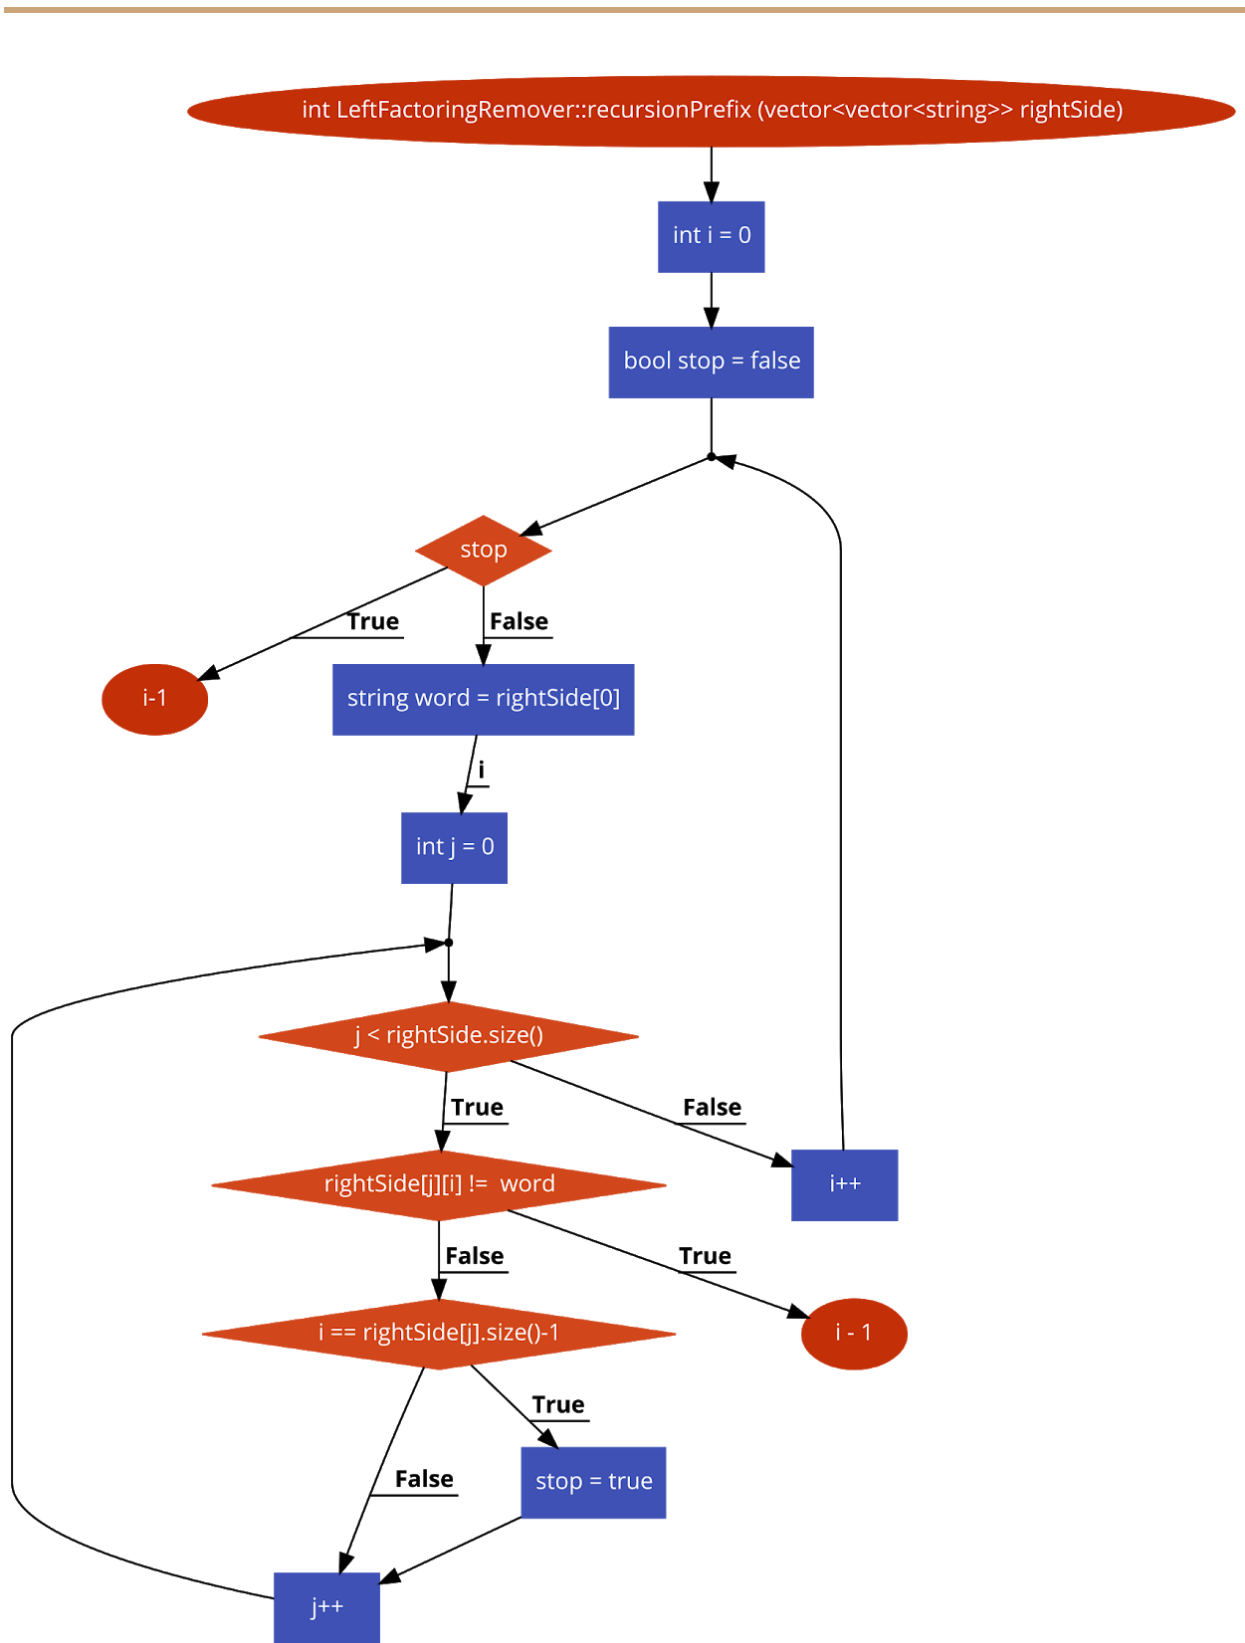 int LeftFactoringRemover::recursionPrefix (vector<vector<string>> rightSide)
int i = 0
bool stop = false
stop
True
False
i-1
string word = rightSide[0]
i
int j = 0
j < rightSide.size()
True
False
rightSide[j][i] !=  word
i++
False
True
i == rightSide[j].size()-1
i - 1
True
False
stop = true
j++